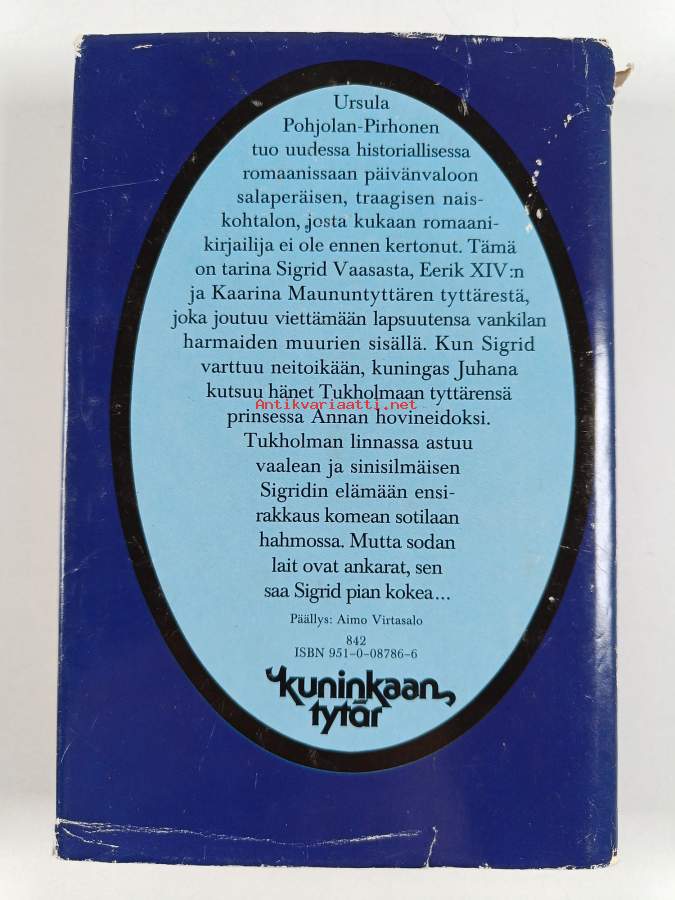 Ursula
Pohjolan-Pirhonen
tuo uudessa historiallisessa
romaanissaan päivänvaloon
salaperäisen, traagisen nais-
kohtalon, josta kukaan romaani-
kirjailija ei ole ennen kertonut. Tämä
on tarina Sigrid Vaasasta, Eerik XIV:n
ja Kaarina Maununtyttären tyttärestä,
joka joutuu viettämään lapsuutensa vankilan
harmaiden muurien sisällä. Kun Sigrid
varttuu neitoikään, kuningas Juhana
kutsuu hänet Tukholmaan tyttärensä
Antikvariaatti.net
prinsessa Annan hovineidoksi.
Tukholman linnassa astuu
vaalean ja sinisilmäisen
Sigridin elämään ensi-
rakkaus komean sotilaan
hahmossa. Mutta sodan
lait ovat ankarat, sen
saa Sigrid pian kokea...
Päällys: Aimo Virtasalo
842
ISBN 951-0-08786-6
kuninkaan
tytär